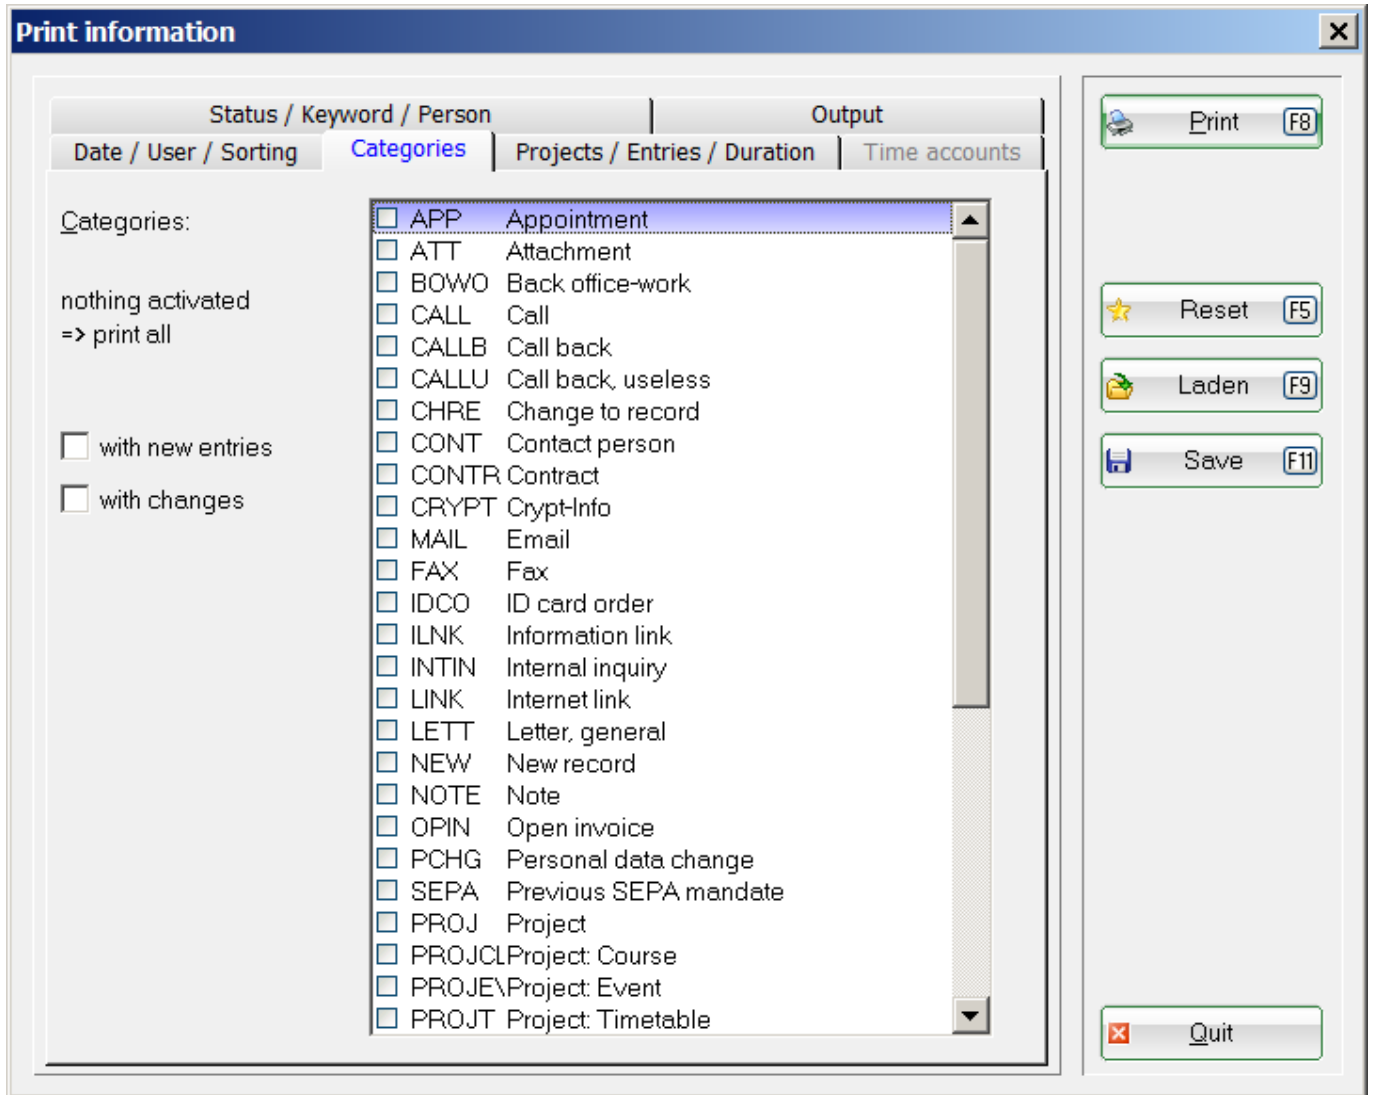 Print information
Status / Keyword / Person
Output
Date / User / Sorting
Categories
Projects / Entries / Duration
Time accounts
Categories:
nothing activated
=> print all
with new entries
with changes
APP Appointment
ATT Attachment
BOWO Back office-work
CALL Call
CALLB Call back
CALLU Call back, useless
CHRE Change to record
CONT Contact person
CONTR Contract
CRYPT Crypt-Info
MAIL Email
FAX Fax
IDCO ID card order
ILNK Information link
INTIN Internal inquiry
LINK Internet link
LETT Letter, general
NEW New record
NOTE Note
OPIN Open invoice
PCHG Personal data change
SEPA Previous SEPA mandate
PROJ Project
Project: Course
Project: Event
PROJT Project: Timetable
Print F8
Reset F5
Laden F9
Save F11
Quit